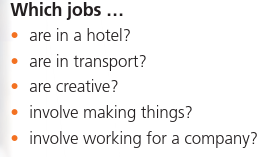 Which jobs ...
• are in a hotel?
• are in transport?
• are creative?
• involve making things?
• involve working for a company?